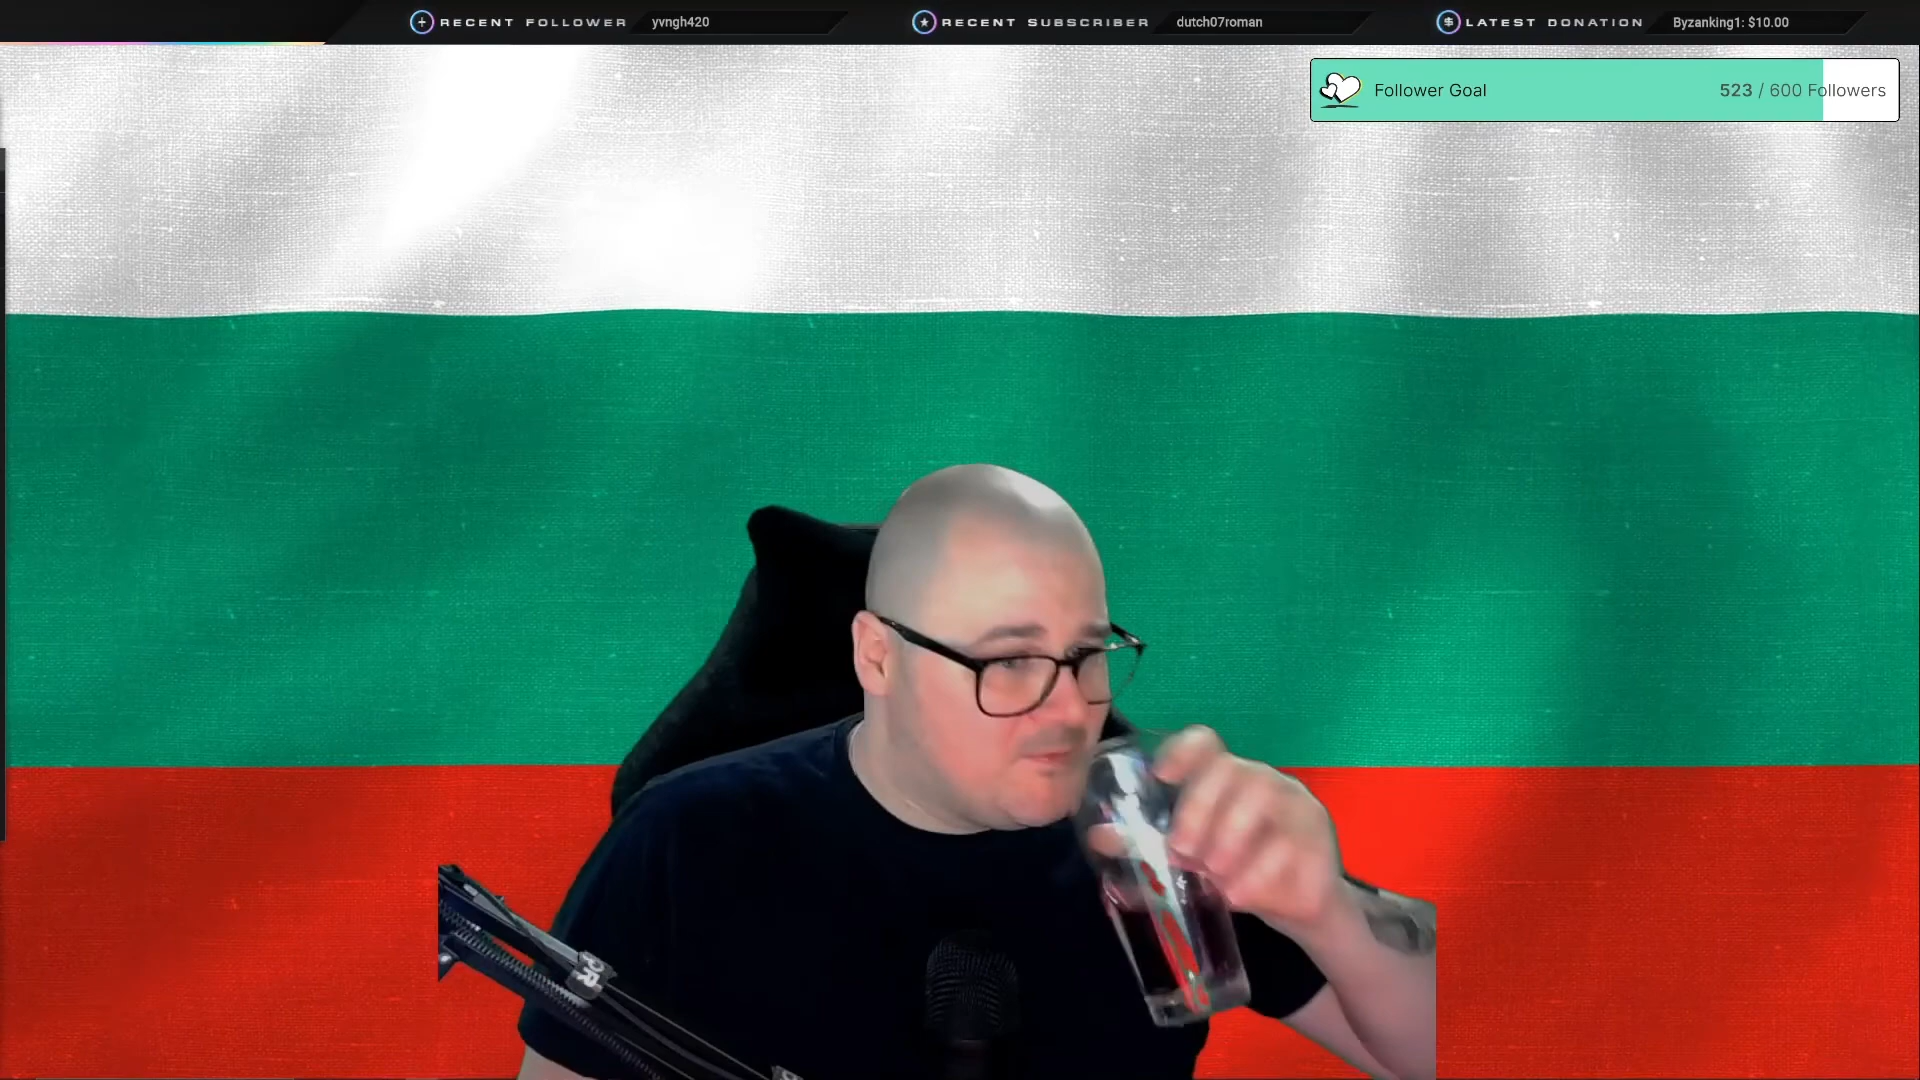 RECENT FOLLOWER yvngh420 RECENT SUBSCRIBER dutch07roman LATEST DONATION Byzanking1: $10.00
Follower Goal 523 / 600 Followers